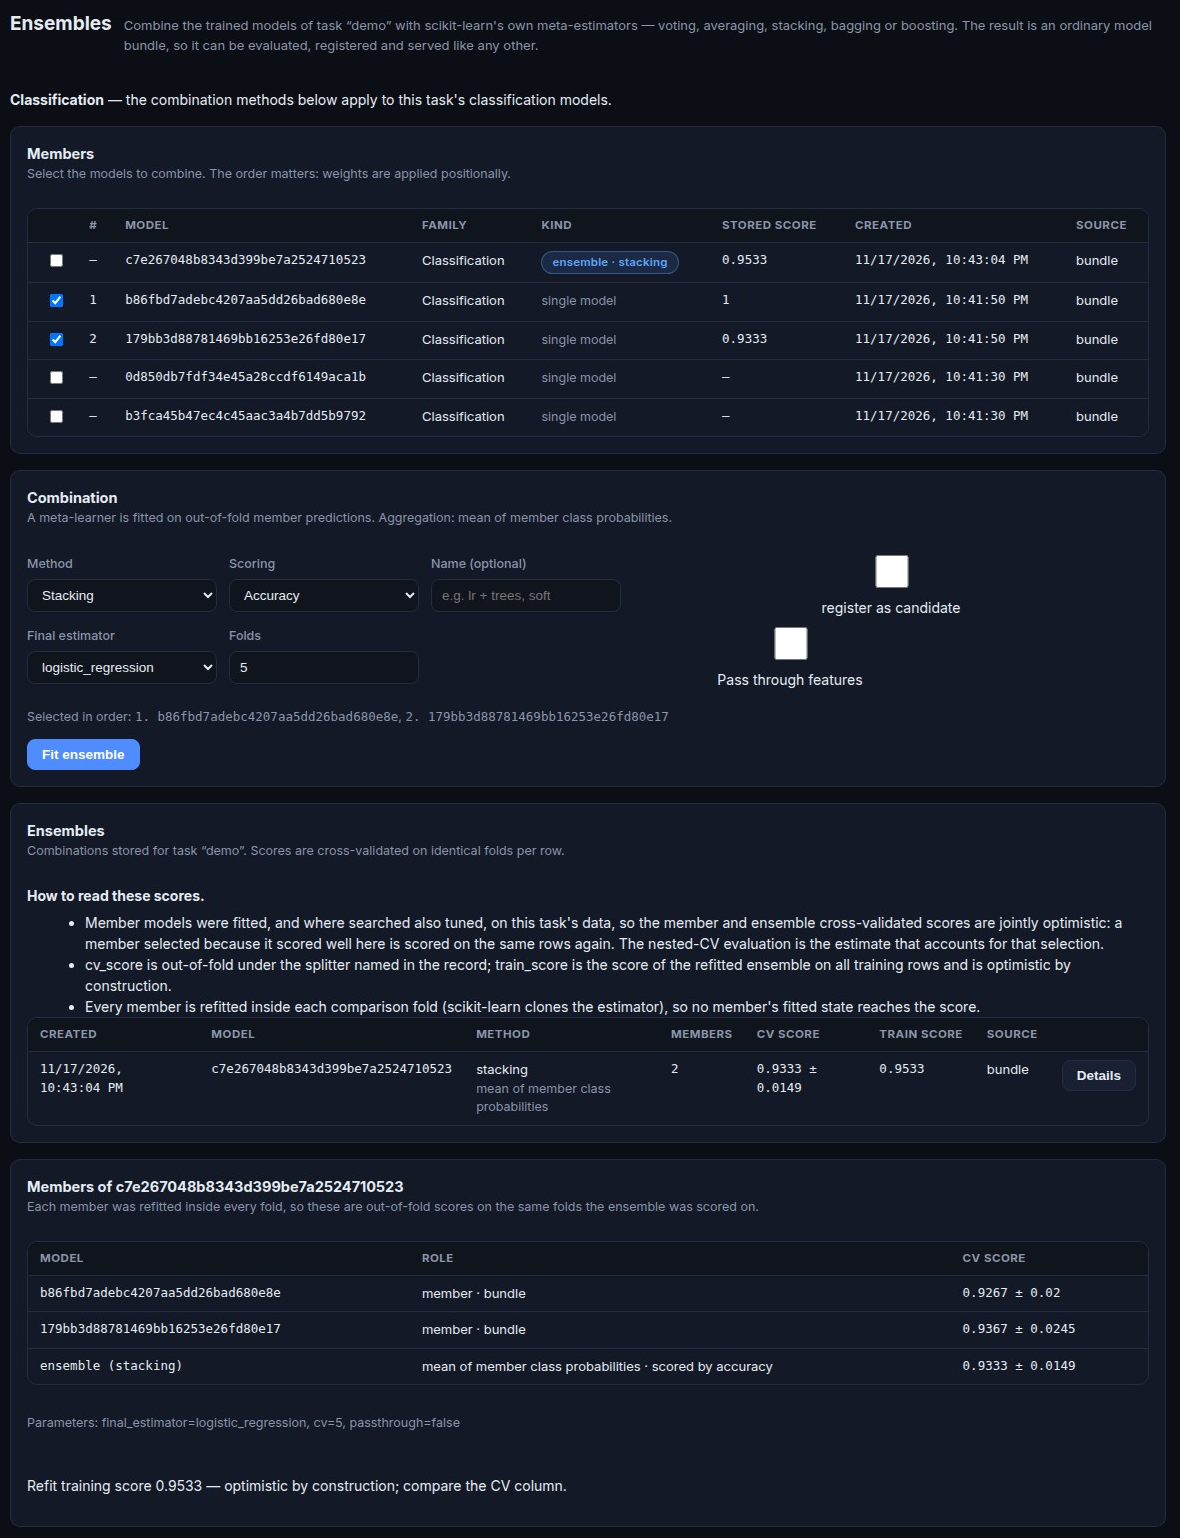 Ensembles
Combine the trained models of task “demo” with scikit-learn's own meta-estimators — voting, averaging, stacking, bagging or boosting. The result is an ordinary model
bundle, so it can be evaluated, registered and served like any other.
Classification — the combination methods below apply to this task's classification models.
Members
Select the models to combine. The order matters: weights are applied positionally.
# MODEL FAMILY KIND STORED SCORE CREATED SOURCE
— c7e267048b8343d399be7a2524710523 Classification ensemble · stacking 0.9533 11/17/2026, 10:43:04 PM bundle
1 b86fbd7adebc4207aa5dd26bad680e8e Classification single model 1 11/17/2026, 10:41:50 PM bundle
2 179bb3d88781469bb16253e26fd80e17 Classification single model 0.9333 11/17/2026, 10:41:50 PM bundle
— 0d850db7fdf34e45a28ccdf6149aca1b Classification single model — 11/17/2026, 10:41:30 PM bundle
— b3fca45b47ec4c45aac3a4b7dd5b9792 Classification single model — 11/17/2026, 10:41:30 PM bundle
Combination
A meta-learner is fitted on out-of-fold member predictions. Aggregation: mean of member class probabilities.
Method Scoring Name (optional)
Stacking Accuracy e.g. lr + trees, soft
register as candidate
Final estimator Folds
logistic_regression 5
Pass through features
Selected in order: 1. b86fbd7adebc4207aa5dd26bad680e8e, 2. 179bb3d88781469bb16253e26fd80e17
Fit ensemble
Ensembles
Combinations stored for task “demo”. Scores are cross-validated on identical folds per row.
How to read these scores.
• Member models were fitted, and where searched also tuned, on this task's data, so the member and ensemble cross-validated scores are jointly optimistic: a
member selected because it scored well here is scored on the same rows again. The nested-CV evaluation is the estimate that accounts for that selection.
• cv_score is out-of-fold under the splitter named in the record; train_score is the score of the refitted ensemble on all training rows and is optimistic by
construction.
• Every member is refitted inside each comparison fold (scikit-learn clones the estimator), so no member's fitted state reaches the score.
CREATED MODEL METHOD MEMBERS CV SCORE TRAIN SCORE SOURCE
11/17/2026, c7e267048b8343d399be7a2524710523 stacking 2 0.9333 ± 0.9533 bundle Details
10:43:04 PM mean of member class 0.0149
probabilities
Members of c7e267048b8343d399be7a2524710523
Each member was refitted inside every fold, so these are out-of-fold scores on the same folds the ensemble was scored on.
MODEL ROLE CV SCORE
b86fbd7adebc4207aa5dd26bad680e8e member · bundle 0.9267 ± 0.02
179bb3d88781469bb16253e26fd80e17 member · bundle 0.9367 ± 0.0245
ensemble (stacking) mean of member class probabilities · scored by accuracy 0.9333 ± 0.0149
Parameters: final_estimator=logistic_regression, cv=5, passthrough=false
Refit training score 0.9533 — optimistic by construction; compare the CV column.